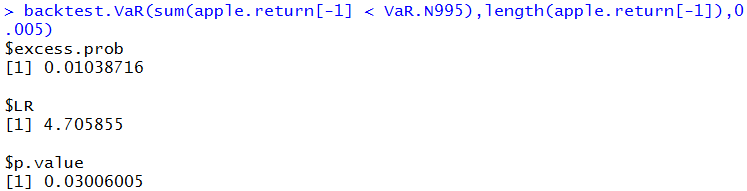 > backtest.VaR(sum(apple.return[-1] < VaR.N995),length(apple.return[-1]),0
.005)
$excess.prob
[1] 0.01038716
$LR
[1] 4.705855
$p.value
[1] 0.03006005